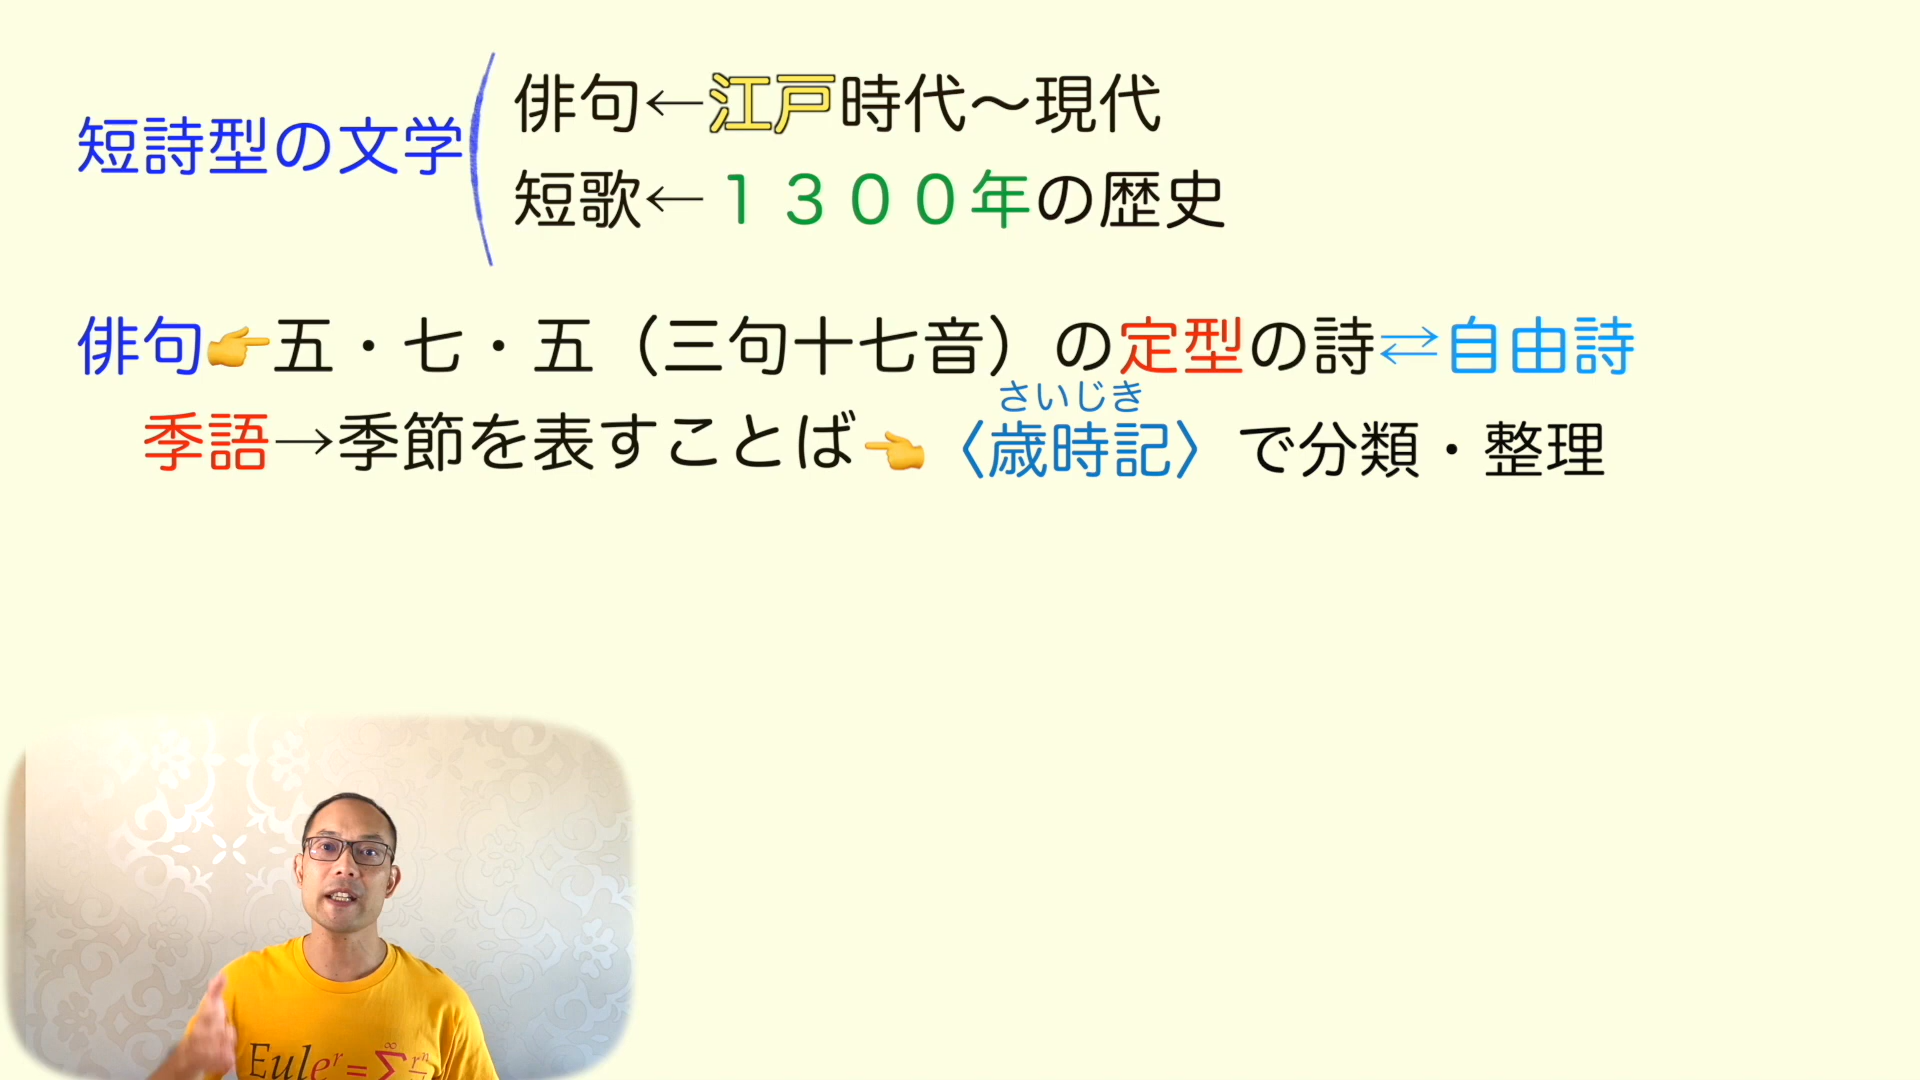 短詩型の文学
俳句←江戸時代〜現代
短歌←１３００年の歴史
俳句👉五・七・五（三句十七音）の定型の詩⇄自由詩
さいじき
季語→季節を表すことば👈〈歳時記〉で分類・整理
Euler=∑